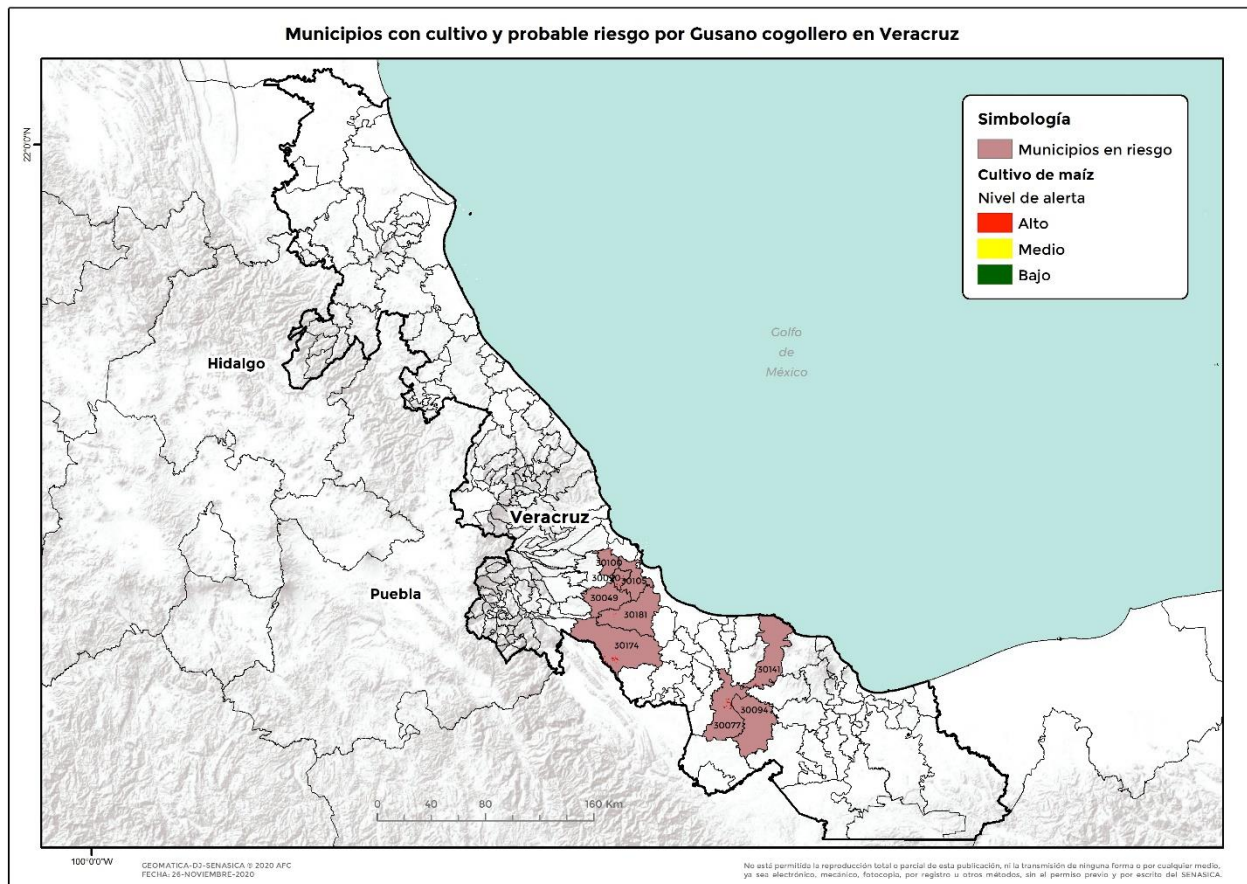 Municipios con cultivo y probable riesgo por Gusano cogollero en Veracruz
22°0'0"N
Simbología
Municipios en riesgo
Cultivo de maíz
Nivel de alerta
Alto
Medio
Bajo
Golfo
de
México
Hidalgo
Veracruz
Puebla
30100
30105
30049
30181
30174
30141
30094
30077
0 40 80 160 Km
100°0'0"W
GEOMATICA-DJ-SENASICA © 2020 AFC
FECHA: 26-NOVIEMBRE-2020
No está permitida la reproducción total o parcial de esta publicación, ni la transmisión de ninguna forma o por cualquier medio,
ya sea electrónico, mecánico, fotocopia, por registro u otros métodos, sin el permiso previo y por escrito del SENASICA.